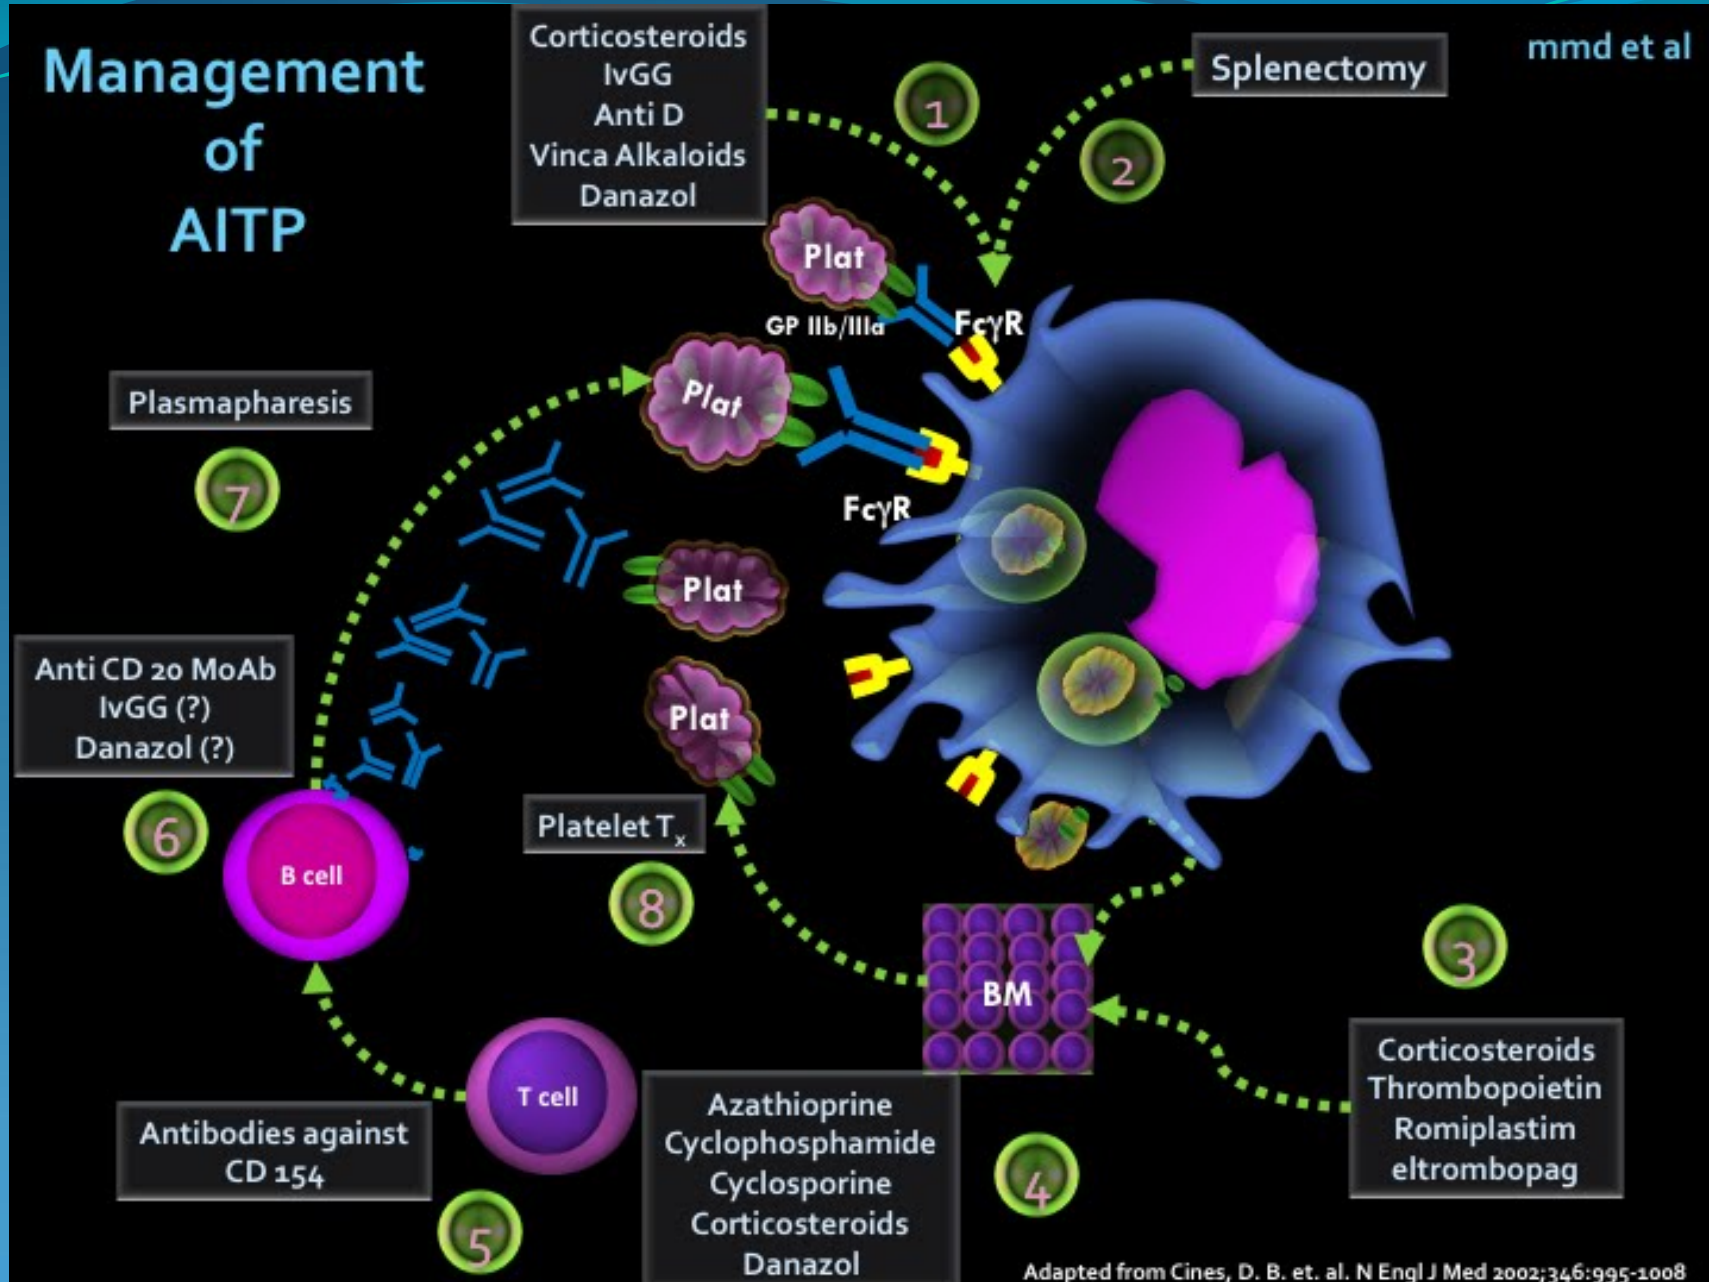 Management
of
AITP
Corticosteroids
IvGG
Anti D
Vinca Alkaloids
Danazol
1
Splenectomy
2
mmd et al
Plat
GP IIb/IIIa
FcγR
Plat
FcγR
Plasmapharesis
7
Plat
Anti CD 20 MoAb
IvGG (?)
Danazol (?)
6
Plat
B cell
Platelet Tx
8
BM
3
Corticosteroids
Thrombopoietin
Romiplastim
eltrombopag
T cell
Antibodies against
CD 154
5
Azathioprine
Cyclophosphamide
Cyclosporine
Corticosteroids
Danazol
4
Adapted from Cines, D. B. et. al. N Engl J Med 2002;346:995-1008